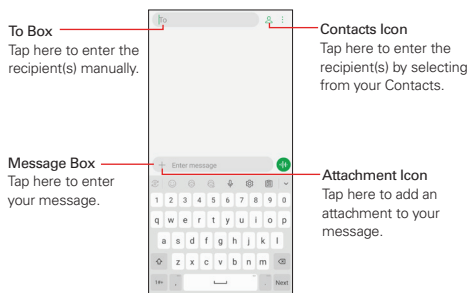 To Box
Tap here to enter the
recipient(s) manually.
To
Contacts Icon
Tap here to enter the
recipient(s) by selecting
from your Contacts.
Message Box
Tap here to enter
your message.
Enter message
Attachment Icon
Tap here to add an
attachment to your
message.
1 2 3 4 5 6 7 8 9 0
q w e r t y u i o p
a s d f g h j k l
z x c v b n m
Next